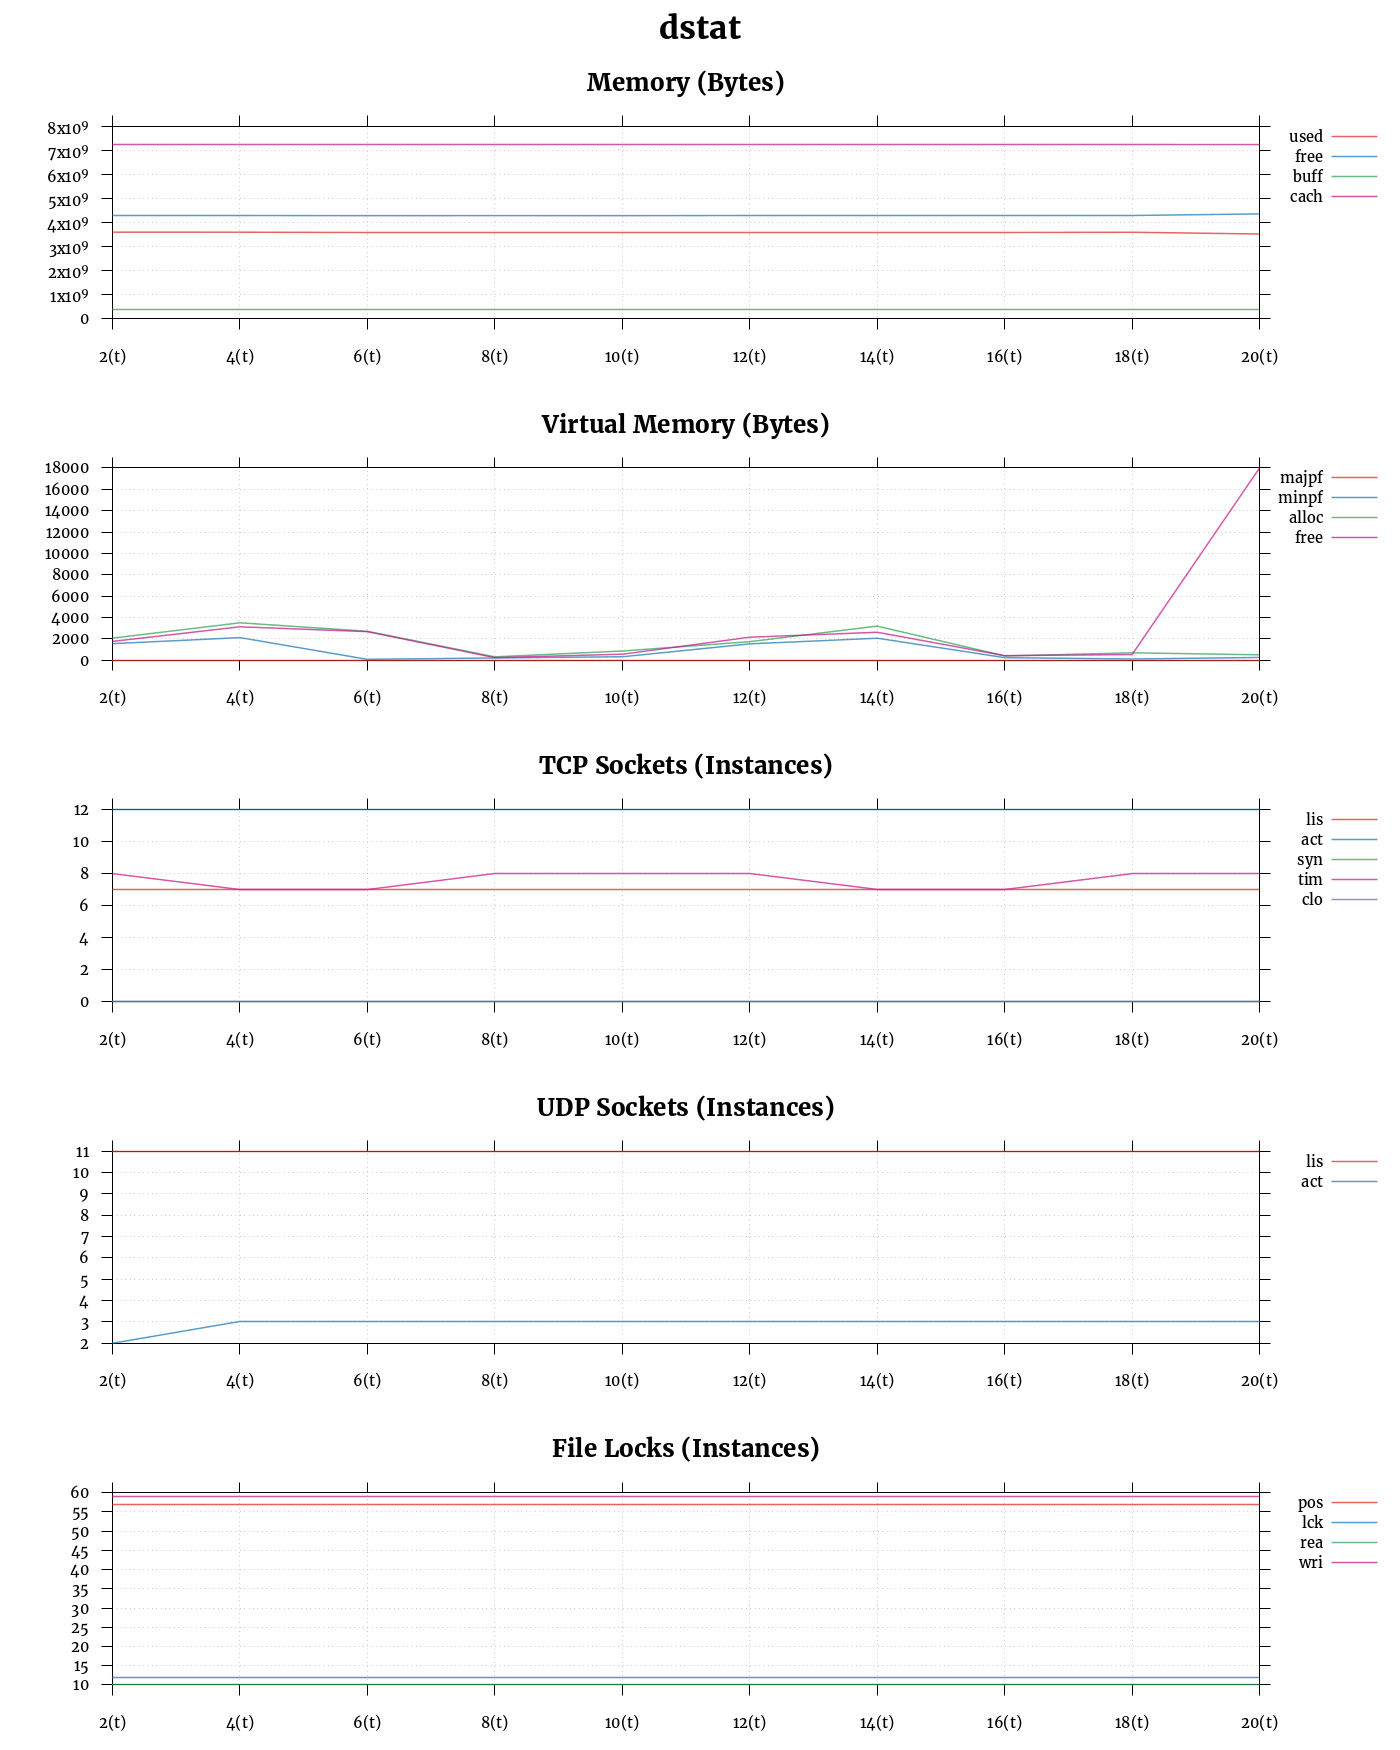 dstat
Memory (Bytes)
8x10⁹
7x10⁹
6x10⁹
5x10⁹
4x10⁹
3x10⁹
2x10⁹
1x10⁹
0
2(t) 4(t) 6(t) 8(t) 10(t) 12(t) 14(t) 16(t) 18(t) 20(t)
used
free
buff
cach
Virtual Memory (Bytes)
18000
16000
14000
12000
10000
8000
6000
4000
2000
0
2(t) 4(t) 6(t) 8(t) 10(t) 12(t) 14(t) 16(t) 18(t) 20(t)
majpf
minpf
alloc
free
TCP Sockets (Instances)
12
10
8
6
4
2
0
2(t) 4(t) 6(t) 8(t) 10(t) 12(t) 14(t) 16(t) 18(t) 20(t)
lis
act
syn
tim
clo
UDP Sockets (Instances)
11
10
9
8
7
6
5
4
3
2
2(t) 4(t) 6(t) 8(t) 10(t) 12(t) 14(t) 16(t) 18(t) 20(t)
lis
act
File Locks (Instances)
60
55
50
45
40
35
30
25
20
15
10
2(t) 4(t) 6(t) 8(t) 10(t) 12(t) 14(t) 16(t) 18(t) 20(t)
pos
lck
rea
wri